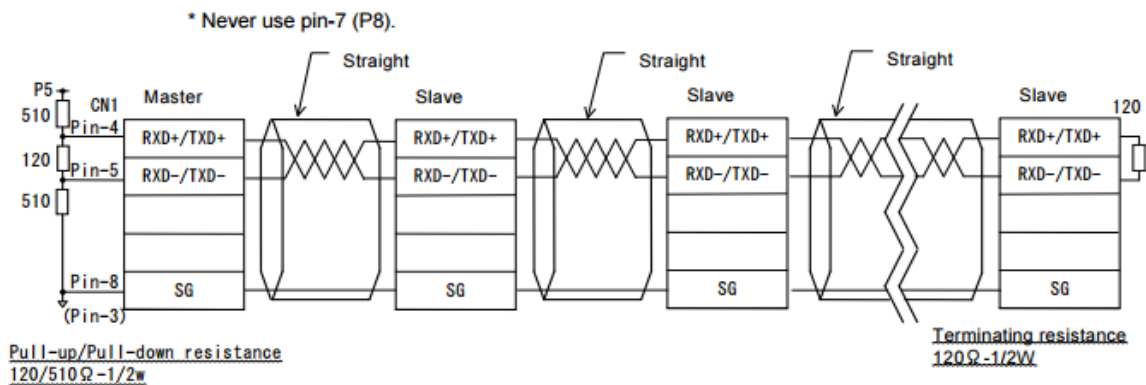 * Never use pin-7 (P8).
Straight
Straight
Straight
P5
510
CN1
Master
Slave
Slave
Slave
120
Pin-4
RXD+/TXD+
RXD+/TXD+
RXD+/TXD+
RXD+/TXD+
120
Pin-5
RXD-/TXD-
RXD-/TXD-
RXD-/TXD-
RXD-/TXD-
510
Pin-8
SG
SG
SG
SG
(Pin-3)
Pull-up/Pull-down resistance
120/510Ω-1/2w
Terminating resistance
120Ω-1/2W